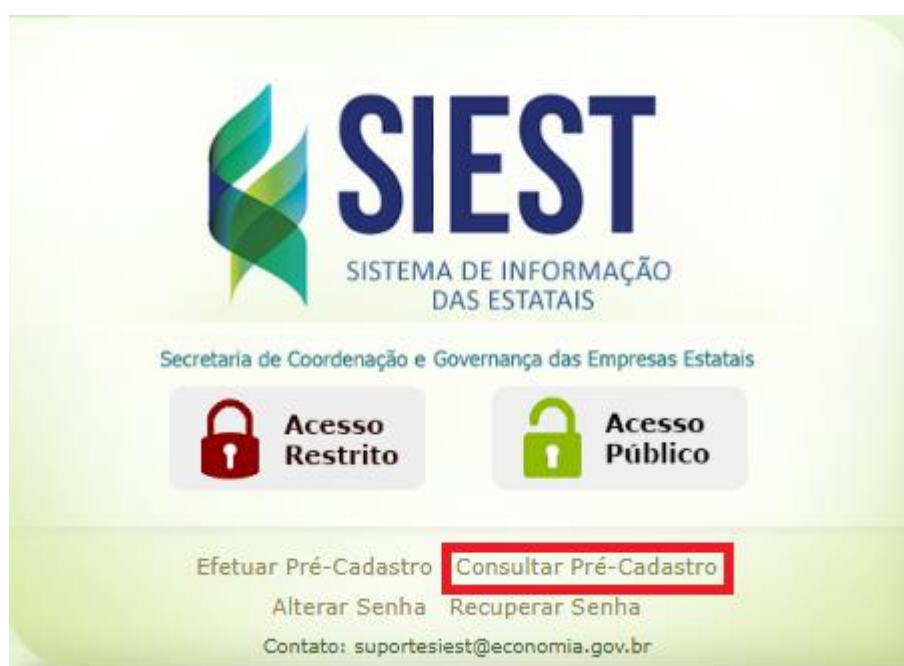 SIEST
SISTEMA DE INFORMAÇÃO
DAS ESTATAIS
Secretaria de Coordenação e Governança das Empresas Estatais
Acesso
Restrito
Acesso
Público
Efetuar Pré-Cadastro Consultar Pré-Cadastro
Alterar Senha Recuperar Senha
Contato: suportesiest@economia.gov.br